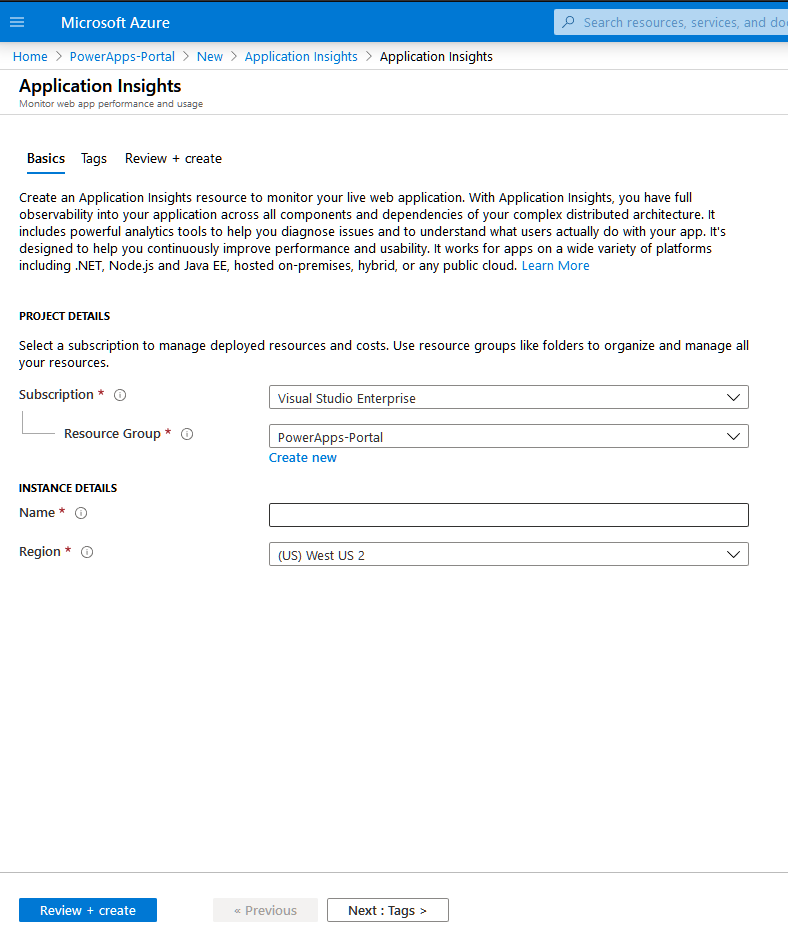 Microsoft Azure
Search resources, services, and
Home > PowerApps-Portal > New > Application Insights > Application Insights
Application Insights
Monitor web app performance and usage
Basics Tags Review + create
Create an Application Insights resource to monitor your live web application. With Application Insights, you have full
observability into your application across all components and dependencies of your complex distributed architecture. It
includes powerful analytics tools to help you diagnose issues and to understand what users actually do with your app. It's
designed to help you continuously improve performance and usability. It works for apps on a wide variety of platforms
including .NET, Node.js and Java EE, hosted on-premises, hybrid, or any public cloud. Learn More
PROJECT DETAILS
Select a subscription to manage deployed resources and costs. Use resource groups like folders to organize and manage all
your resources.
Subscription *
Visual Studio Enterprise
Resource Group *
PowerApps-Portal
Create new
INSTANCE DETAILS
Name *
Region *
(US) West US 2
Review + create
« Previous
Next : Tags >